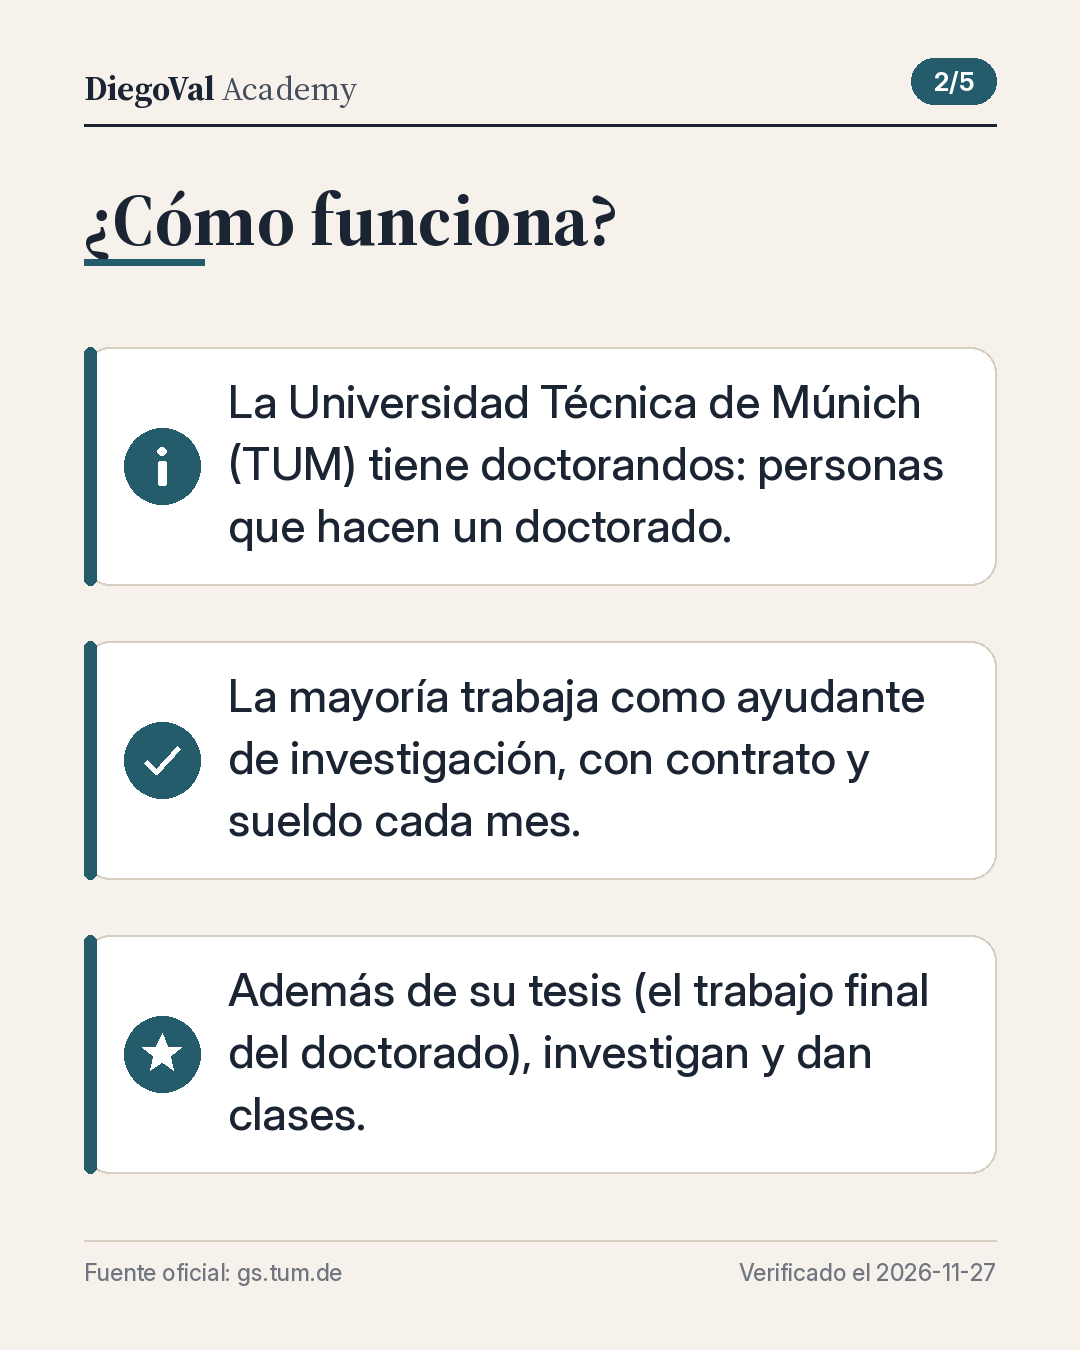 DiegoVal Academy
2/5
¿Cómo funciona?
La Universidad Técnica de Múnich
(TUM) tiene doctorandos: personas
que hacen un doctorado.
La mayoría trabaja como ayudante
de investigación, con contrato y
sueldo cada mes.
Además de su tesis (el trabajo final
del doctorado), investigan y dan
clases.
Fuente oficial: gs.tum.de
Verificado el 2026-11-27